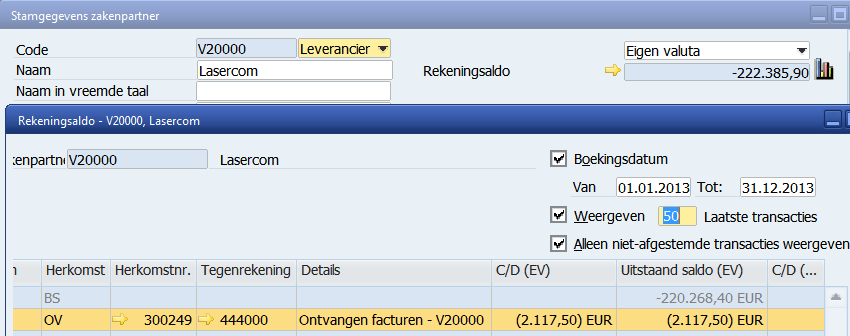 Stamgegevens zakenpartner
Code V20000 Leverancier Eigen valuta
Naam Lasercom Rekeningsaldo -222.385,90
Naam in vreemde taal
Rekeningsaldo - V20000, Lasercom
kenpartn V20000 Lasercom Boekingsdatum
Van 01.01.2013 Tot: 31.12.2013
Weergeven 50 Laatste transacties
Alleen niet-afgestemde transacties weergeven
n Herkomst Herkomstnr. Tegenrekening Details C/D (EV) Uitstaand saldo (EV) C/D (...
BS -220.268,40 EUR
OV 300249 444000 Ontvangen facturen - V20000 (2.117,50) EUR (2.117,50) EUR